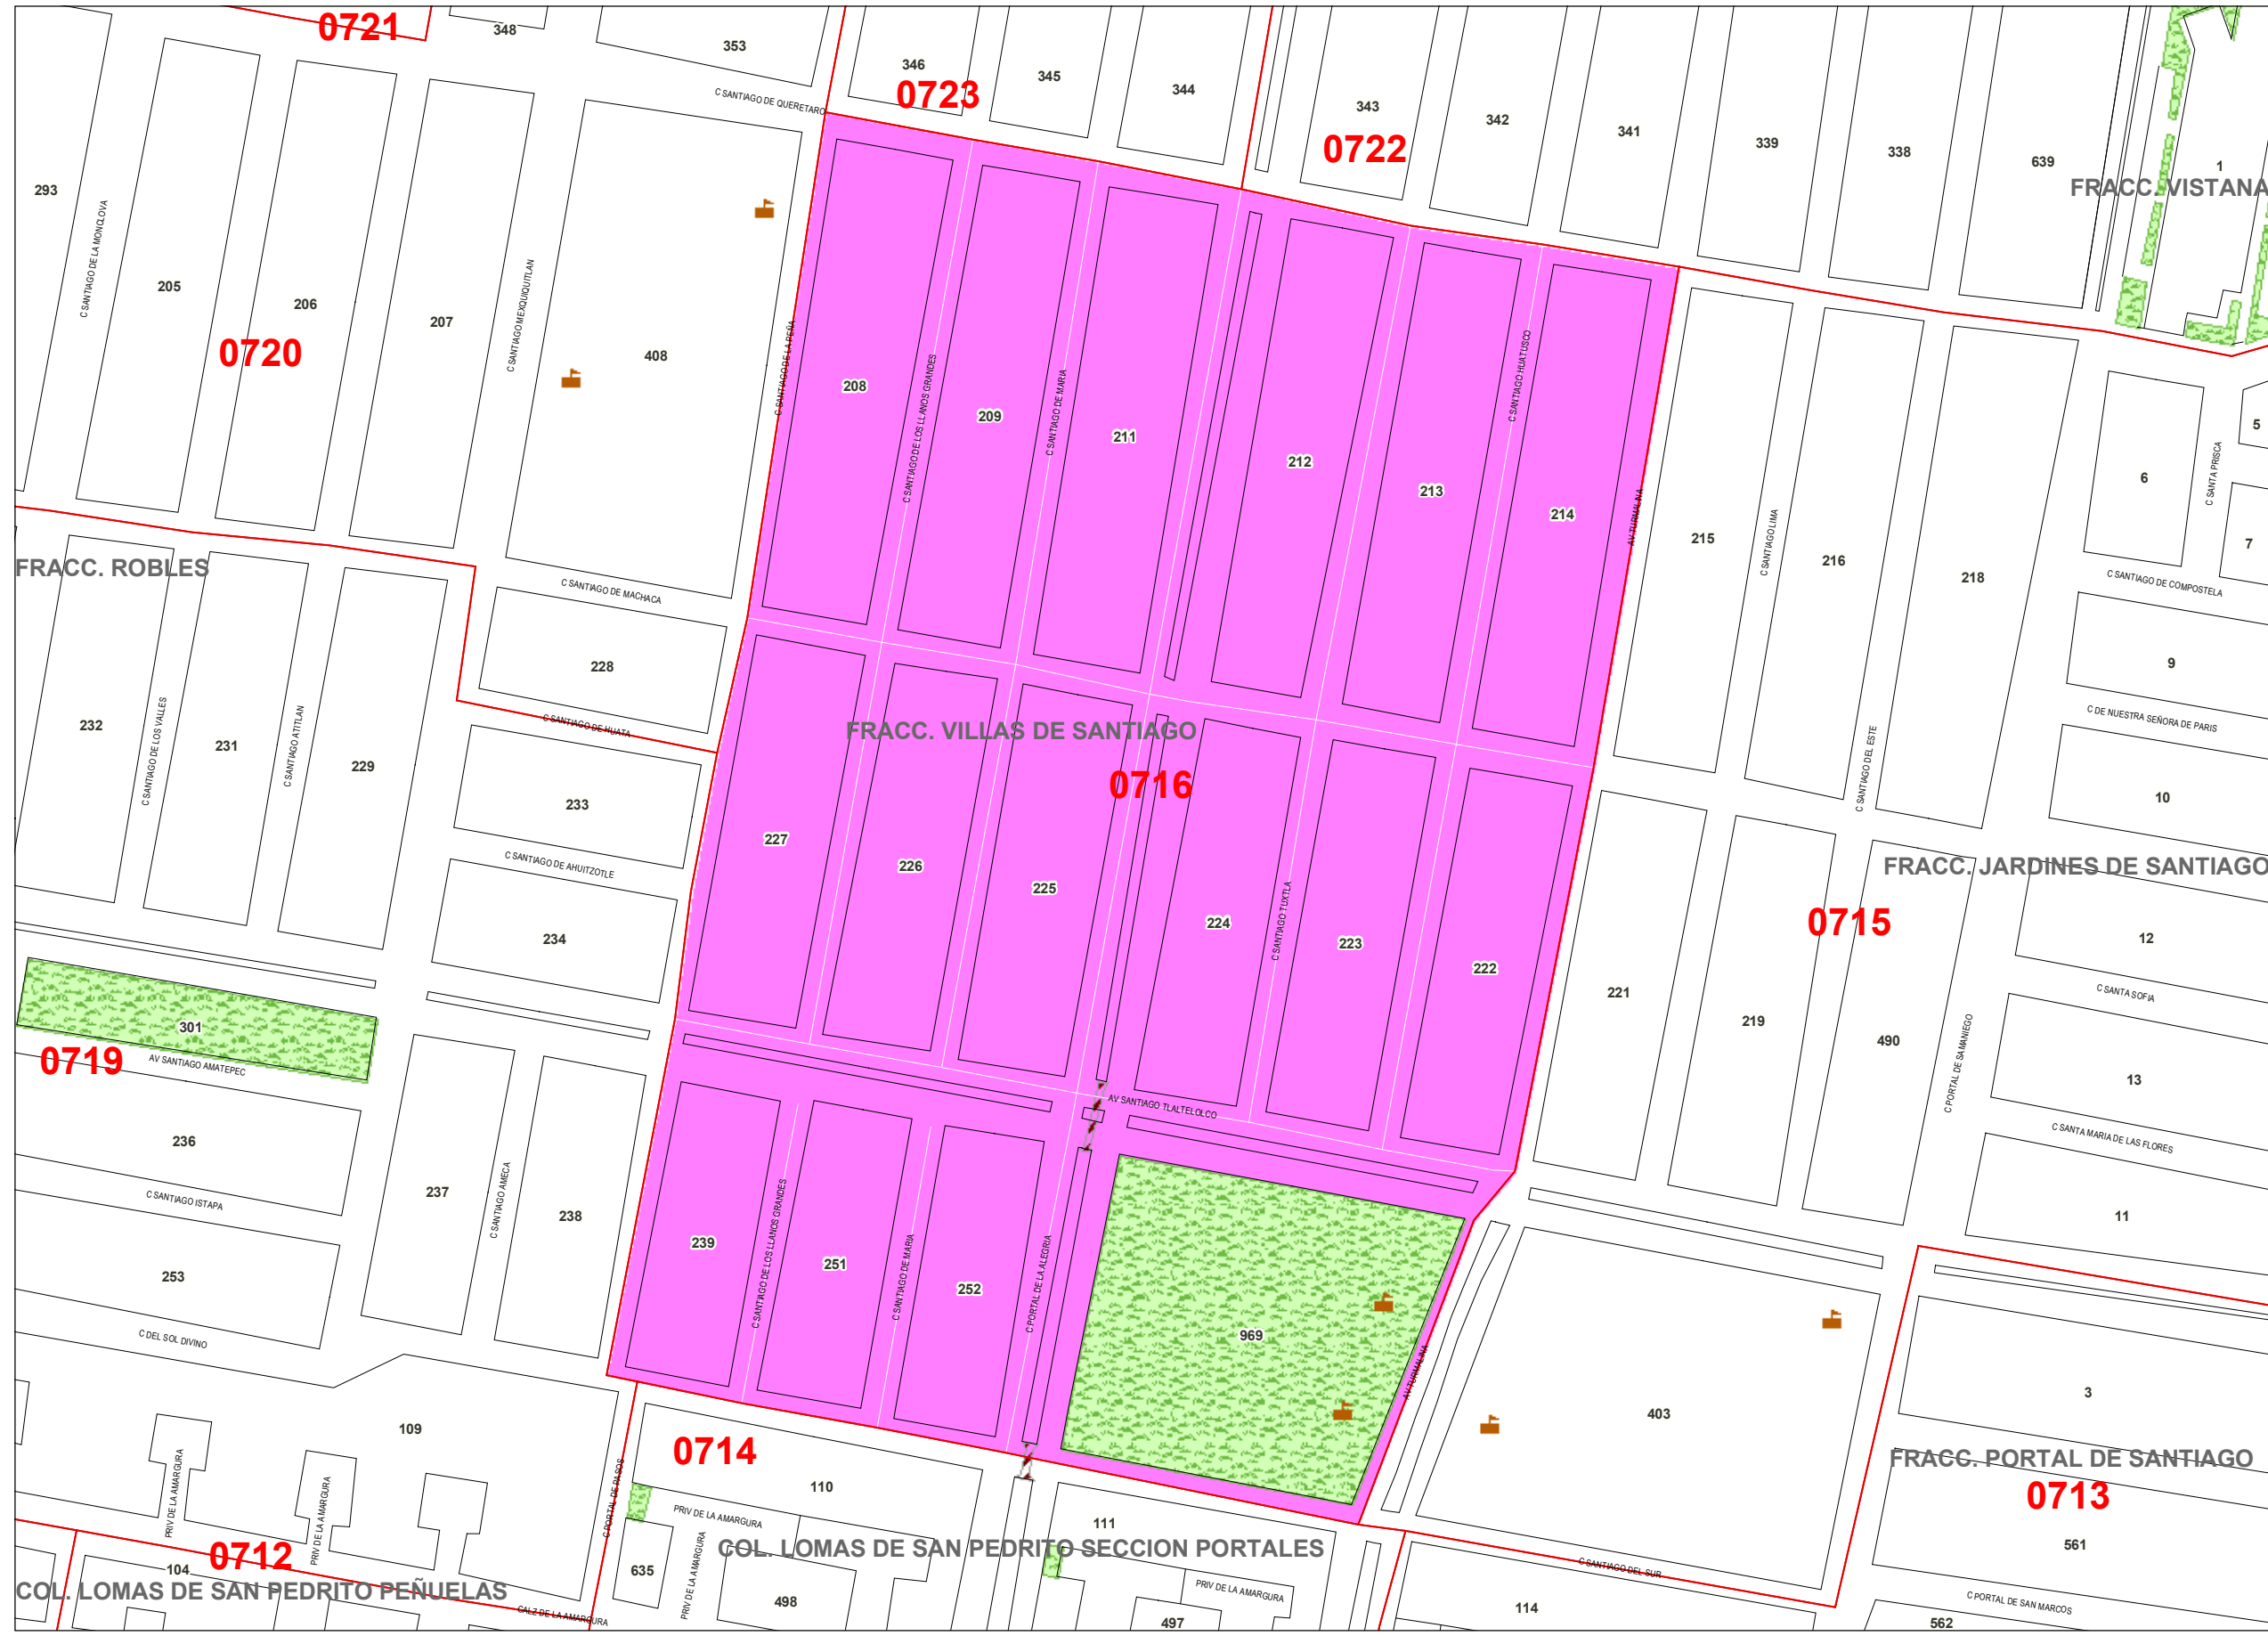 0721
348
353
346
0723
345
344
343
0722
342
341
339
338
639
1
FRACC. VISTANA
C SANTIAGO DE QUERETARO
293
C SANTIAGO DE LA MONCLOVA
205
206
0720
207
C SANTIAGO MEXQUIQUITLAN
408
C SANTIAGO DE LA PEÑA
208
C SANTIAGO DE LOS LLANOS GRANDES
209
C SANTIAGO DE MARIA
211
212
213
C SANTIAGO HUATUSCO
214
AV TURMALINA
215
C SANTIAGO LIMA
216
218
6
C SANTA PRISCA
5
7
C SANTIAGO DE COMPOSTELA
FRACC. ROBLES
C SANTIAGO DE MACHACA
228
C SANTIAGO DE HUATA
9
C DE NUESTRA SEÑORA DE PARIS
10
232
C SANTIAGO DE LOS VALLES
231
C SANTIAGO ATITLAN
229
233
C SANTIAGO DE AHUITZOTLE
234
FRACC. VILLAS DE SANTIAGO
0716
227
226
225
224
C SANTIAGO TUXTLA
223
222
221
219
C SANTIAGO DEL ESTE
FRACC. JARDINES DE SANTIAGO
0715
490
C PORTAL DE SAMANIEGO
12
C SANTA SOFIA
13
C SANTA MARIA DE LAS FLORES
11
301
0719
AV SANTIAGO AMATEPEC
236
C SANTIAGO ISTAPA
237
C SANTIAGO AMECA
238
253
C DEL SOL DIVINO
AV SANTIAGO TLALTELOLCO
239
C SANTIAGO DE LOS LLANOS GRANDES
251
C SANTIAGO DE MARIA
252
C PORTAL DE LA ALEGRIA
969
AV TURMALINA
403
3
FRACC. PORTAL DE SANTIAGO
0713
561
109
PRIV DE LA AMARGURA
PRIV DE LA AMARGURA
C PORTAL DE PASOS
0714
110
PRIV DE LA AMARGURA
111
COL. LOMAS DE SAN PEDRITO SECCION PORTALES
0712
104
COL. LOMAS DE SAN PEDRITO PEÑUELAS
CALZ DE LA AMARGURA
635
PRIV DE LA AMARGURA
498
PRIV DE LA AMARGURA
497
C SANTIAGO DEL SUR
114
C PORTAL DE SAN MARCOS
562